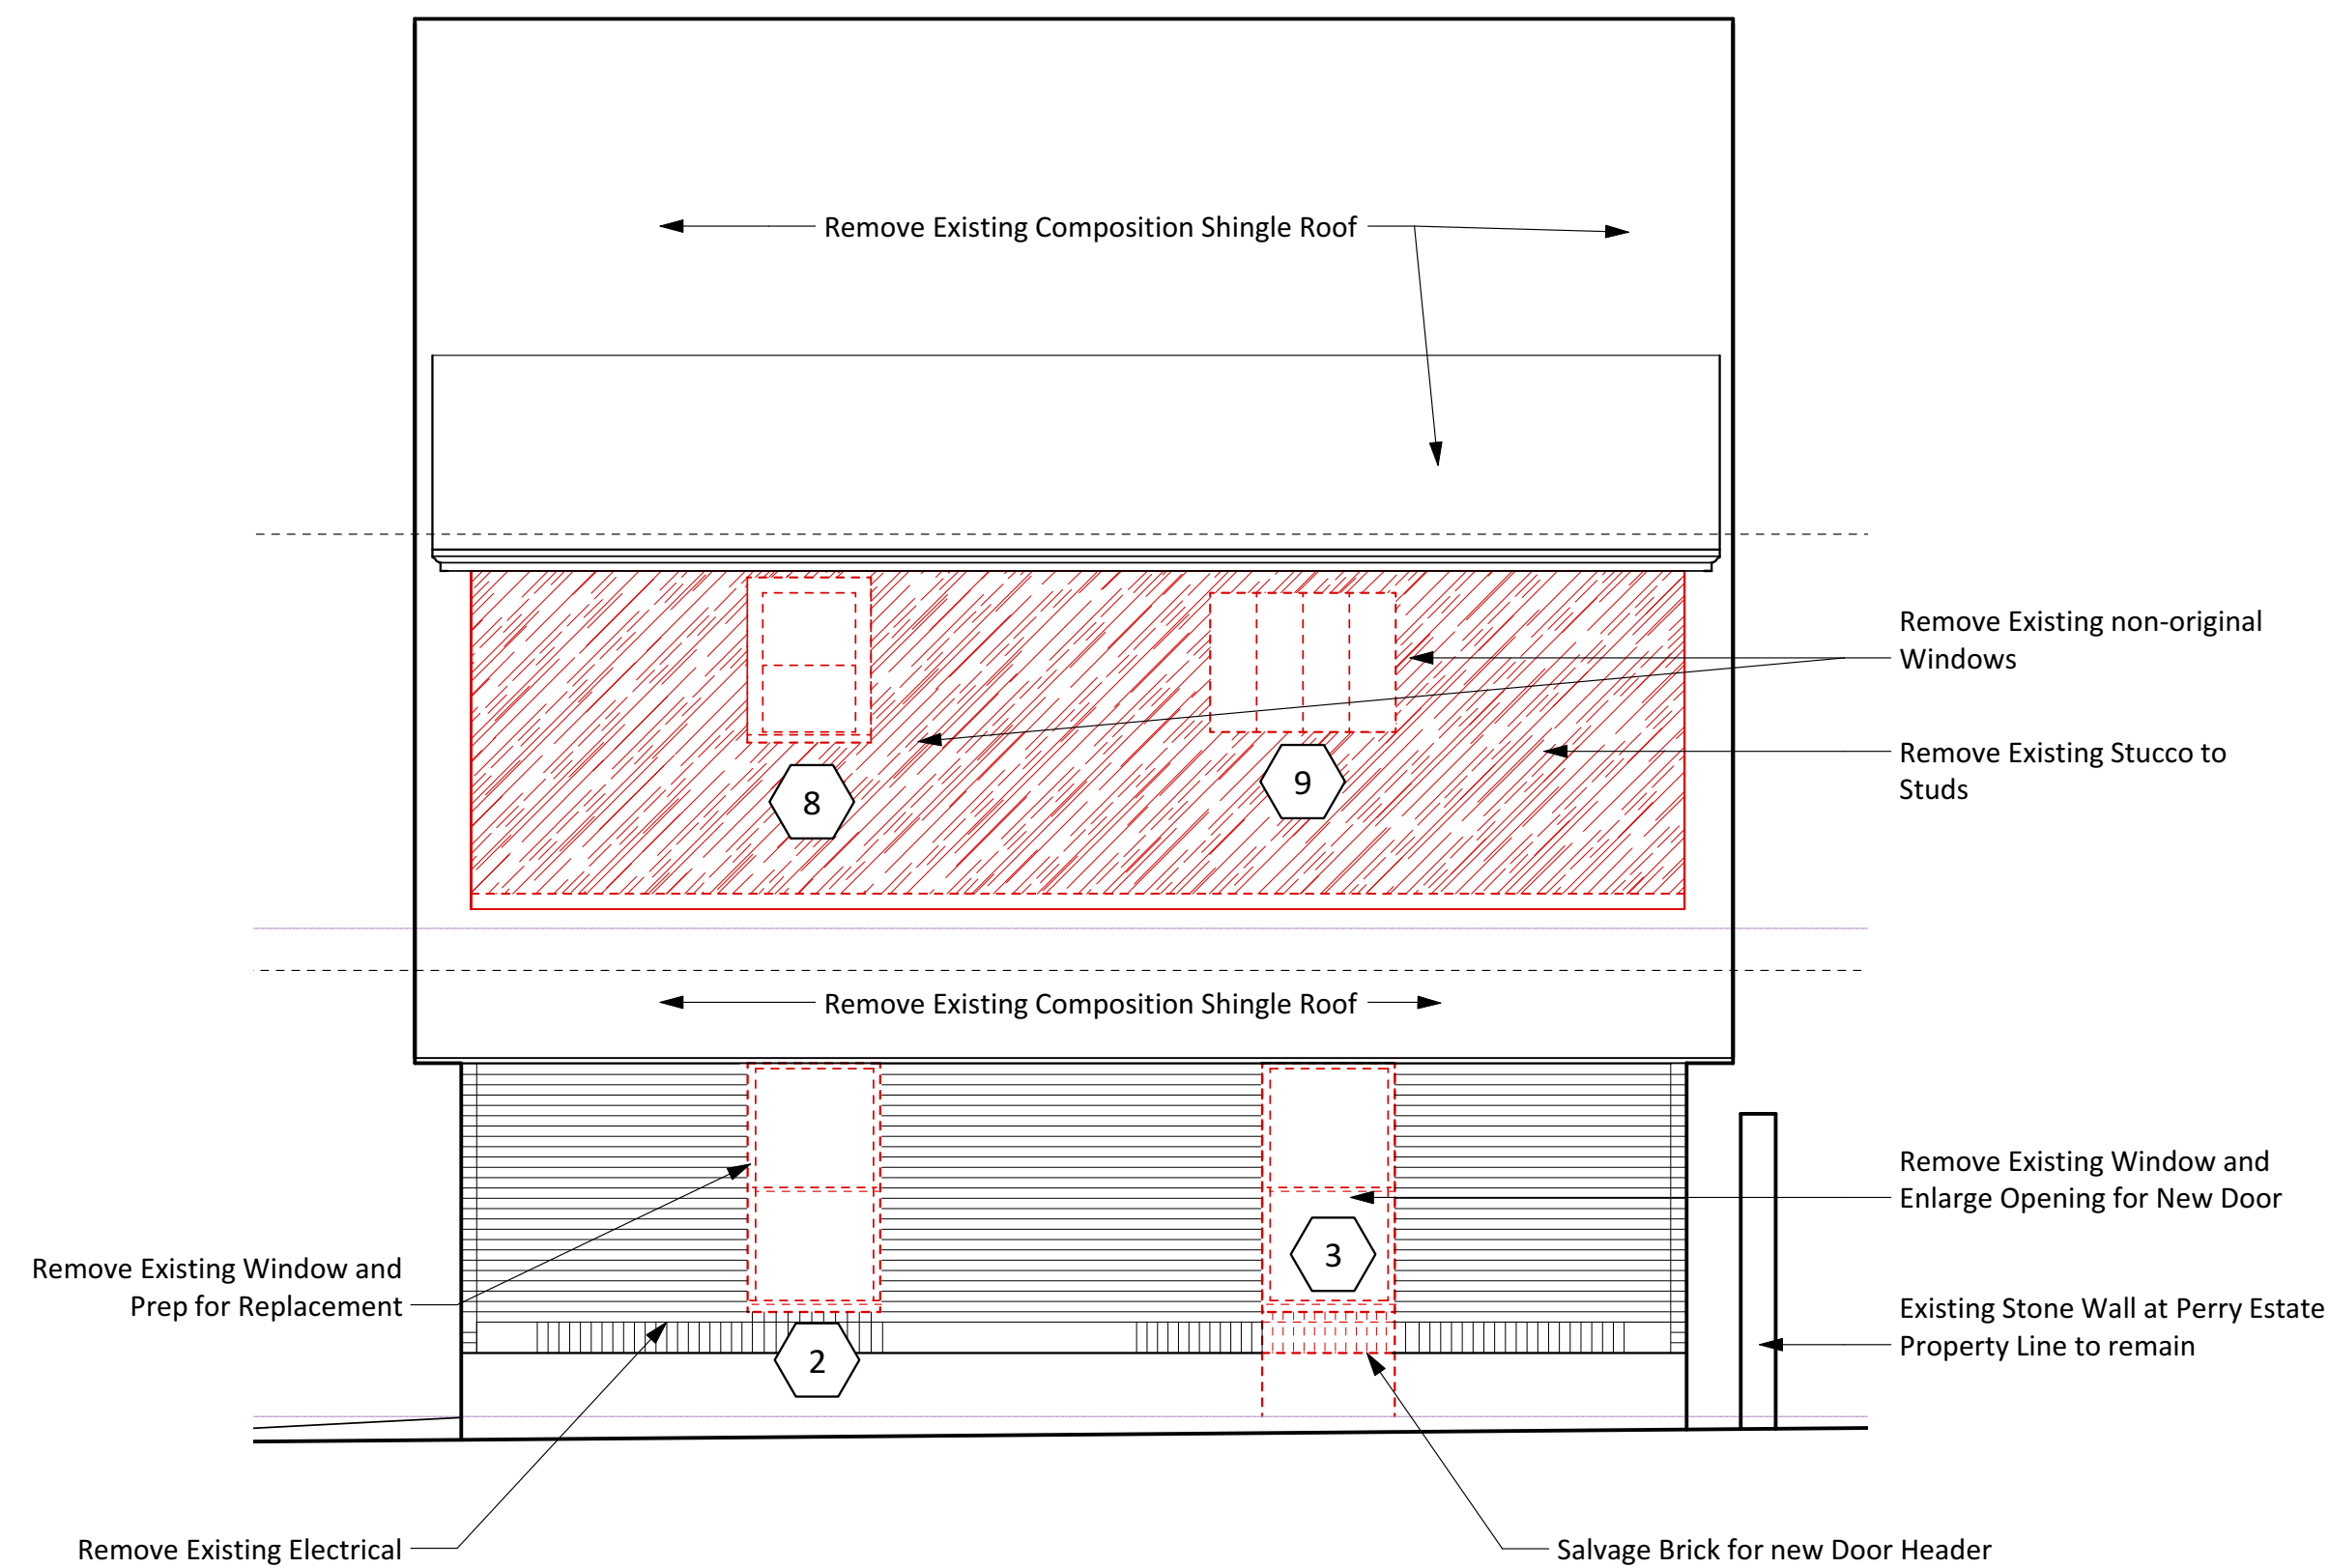 Remove Existing Composition Shingle Roof
Remove Existing non-original
Windows
Remove Existing Stucco to
Studs
8
9
Remove Existing Composition Shingle Roof
Remove Existing Window and
Enlarge Opening for New Door
3
Remove Existing Window and
Prep for Replacement
Existing Stone Wall at Perry Estate
Property Line to remain
2
Remove Existing Electrical
Salvage Brick for new Door Header